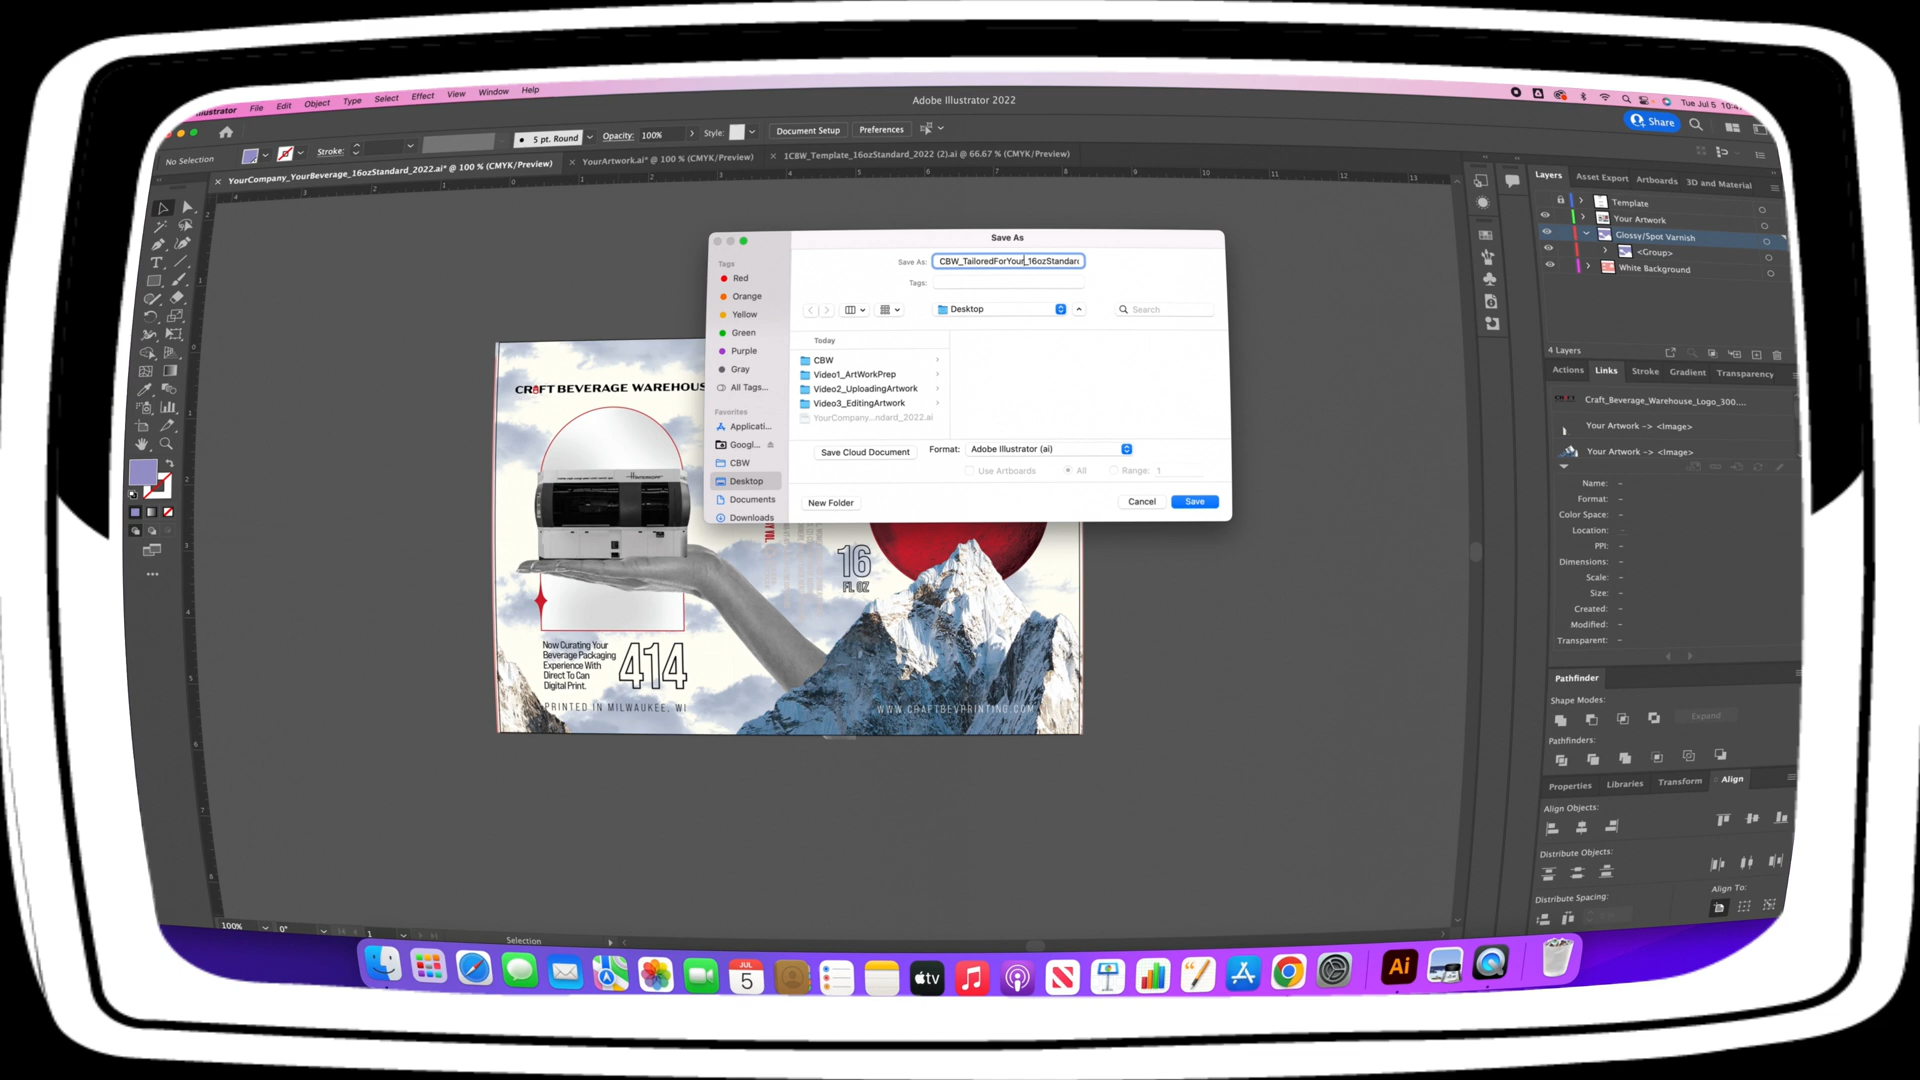 Illustrator File Edit Object Type Select Effect View Window Help
Tue Jul 5
Adobe Illustrator 2022
Share
No Selection
Stroke:
5 pt. Round
Opacity: 100%
Style:
Document Setup
Preferences
YourCompany_YourBeverage_16ozStandard_2022.ai* @ 100 % (CMYK/Preview)
YourArtwork.ai* @ 100 % (CMYK/Preview)
1CBW_Template_16ozStandard_2022 (2).ai @ 66.67 % (CMYK/Preview)
Save As
Save As: CBW_TailoredForYour_16ozStandard
Tags:
Desktop
Search
Tags
Red
Orange
Yellow
Green
Purple
Gray
All Tags...
Favorites
Applicati...
Googl...
CBW
Desktop
Documents
Downloads
Today
CBW
Video1_ArtWorkPrep
Video2_UploadingArtwork
Video3_EditingArtwork
YourCompany...ndard_2022.ai
Save Cloud Document
Format: Adobe Illustrator (ai)
Use Artboards
All
Range: 1
New Folder
Cancel
Save
CRAFT BEVERAGE WAREHOUS
16
FL OZ
Now Curating Your
Beverage Packaging
Experience With
Direct To Can
Digital Print.
414
PRINTED IN MILWAUKEE, WI
WWW.CRAFTBEVPRINTING.COM
Layers
Asset Export
Artboards
3D and Material
Template
Your Artwork
Glossy/Spot Varnish
<Group>
White Background
4 Layers
Actions
Links
Stroke
Gradient
Transparency
Craft_Beverage_Warehouse_Logo_300....
Your Artwork -> <Image>
Your Artwork -> <Image>
Name: –
Format: –
Color Space: –
Location: –
PPI: –
Dimensions: –
Scale: –
Size: –
Created: –
Modified: –
Transparent: –
Pathfinder
Shape Modes:
Expand
Pathfinders:
Properties
Libraries
Transform
Align
Align Objects:
Distribute Objects:
Distribute Spacing:
Align To:
100%
0°
1
Selection
JUL
5
tv
Ai